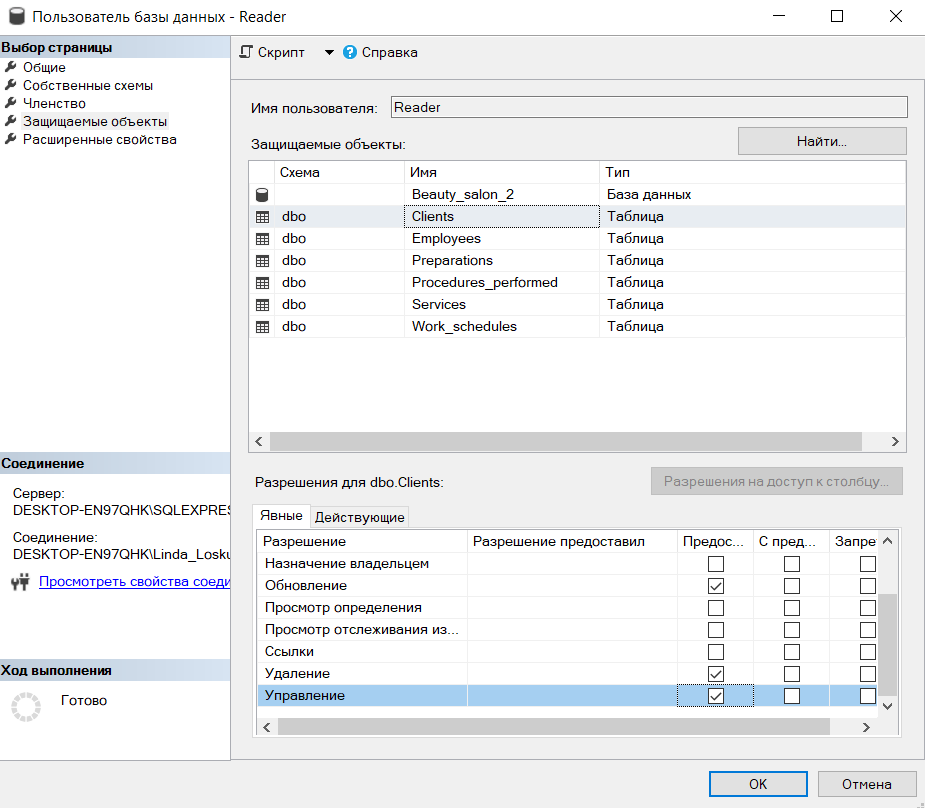 Пользователь базы данных - Reader
Выбор страницы
Общие
Собственные схемы
Членство
Защищаемые объекты
Расширенные свойства
Скрипт
Справка
Имя пользователя: Reader
Защищаемые объекты: Найти...
Схема Имя Тип
Beauty_salon_2 База данных
dbo Clients Таблица
dbo Employees Таблица
dbo Preparations Таблица
dbo Procedures_performed Таблица
dbo Services Таблица
dbo Work_schedules Таблица
Соединение
Сервер:
DESKTOP-EN97QHK\SQLEXPRES
Соединение:
DESKTOP-EN97QHK\Linda_Losku
Просмотреть свойства соеди
Ход выполнения
Готово
Разрешения для dbo.Clients: Разрешения на доступ к столбцу...
Явные Действующие
Разрешение Разрешение предоставил Предос... С пред... Запре
Назначение владельцем
Обновление
Просмотр определения
Просмотр отслеживания из...
Ссылки
Удаление
Управление
OK Отмена